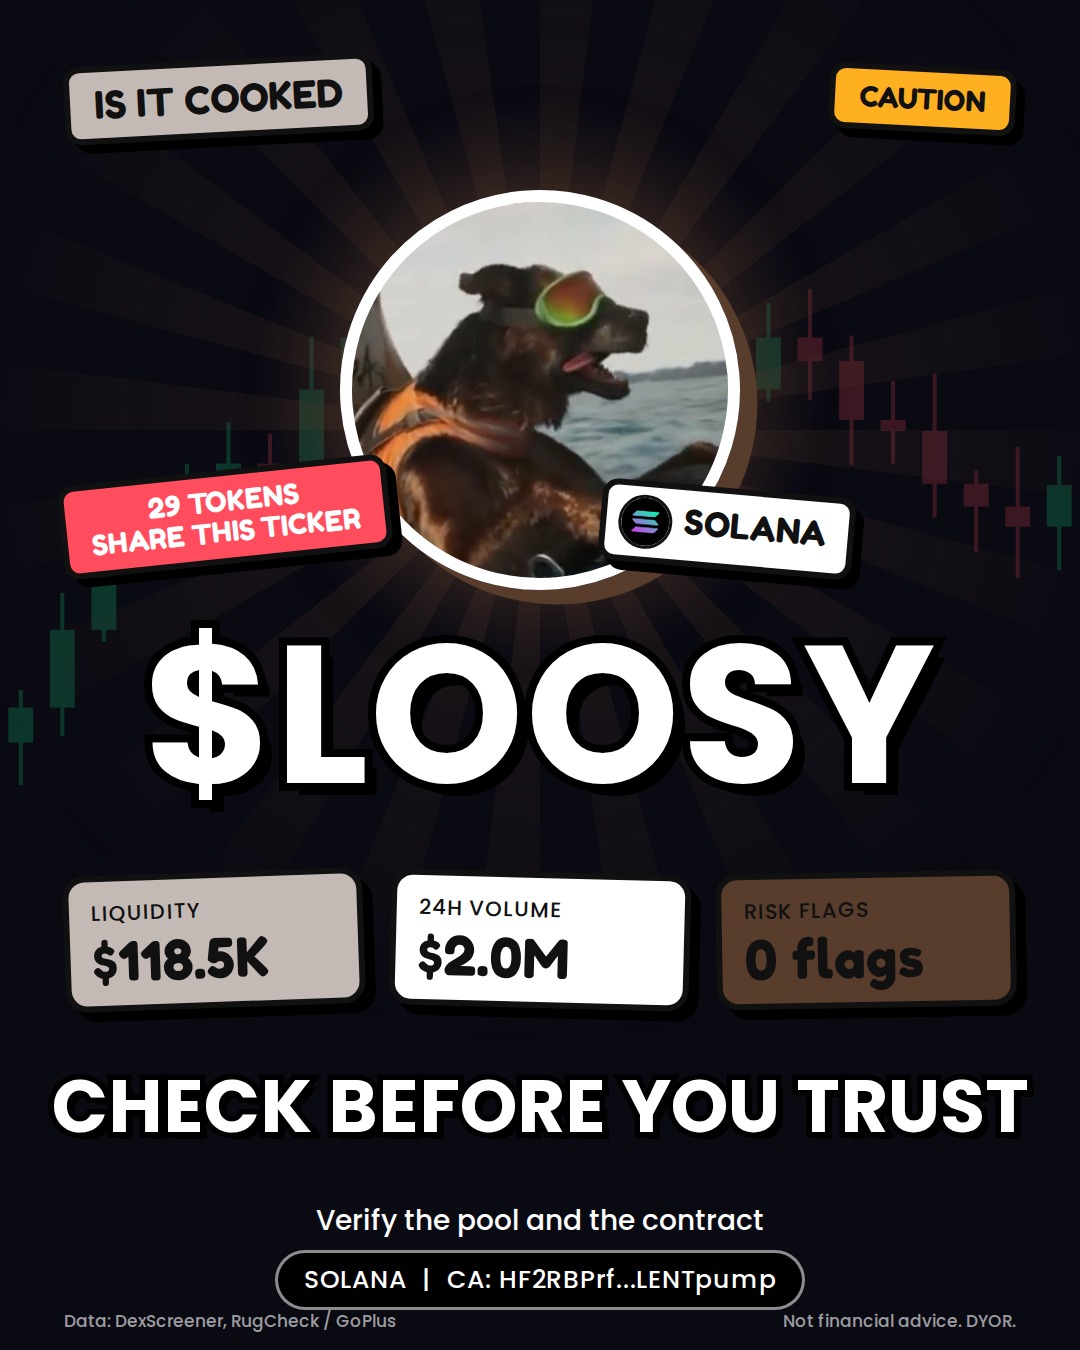 IS IT COOKED
CAUTION
29 TOKENS
SHARE THIS TICKER
SOLANA
$LOOSY
LIQUIDITY
$118.5K
24H VOLUME
$2.0M
RISK FLAGS
0 flags
CHECK BEFORE YOU TRUST
Verify the pool and the contract
SOLANA | CA: HF2RBPrf...LENTpump
Data: DexScreener, RugCheck / GoPlus
Not financial advice. DYOR.